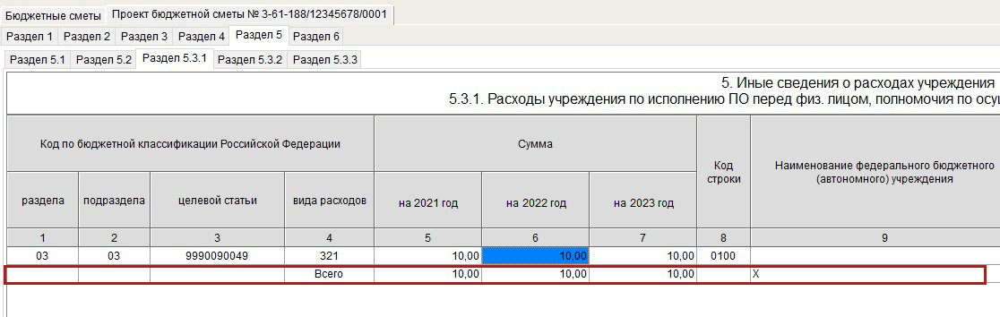 Бюджетные сметы Проект бюджетной сметы № 3-61-188/12345678/0001
Раздел 1 Раздел 2 Раздел 3 Раздел 4 Раздел 5 Раздел 6
Раздел 5.1 Раздел 5.2 Раздел 5.3.1 Раздел 5.3.2 Раздел 5.3.3
5. Иные сведения о расходах учреждения
5.3.1. Расходы учреждения по исполнению ПО перед физ. лицом, полномочия по осу
Код по бюджетной классификации Российской Федерации Сумма Код строки Наименование федерального бюджетного
(автономного) учреждения
раздела подраздела целевой статьи вида расходов на 2021 год на 2022 год на 2023 год
1 2 3 4 5 6 7 8 9
03 03 9990090049 321 10,00 10,00 10,00 0100
Всего 10,00 10,00 10,00 X